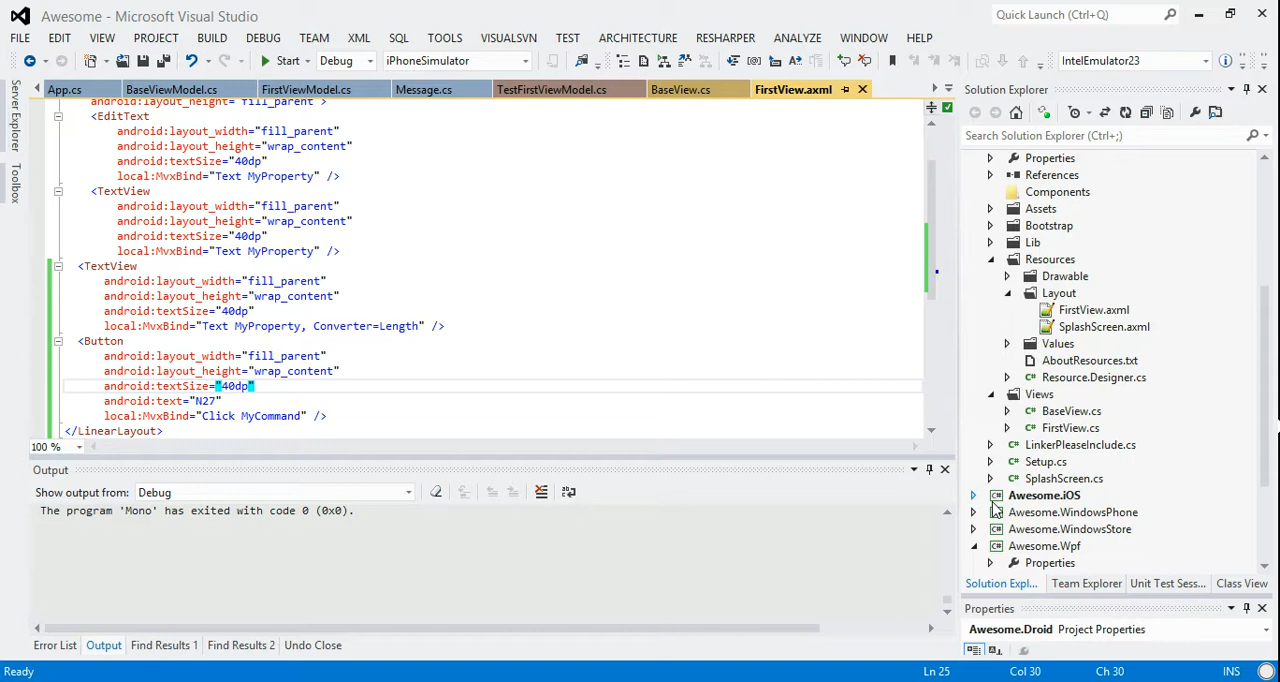 Awesome - Microsoft Visual Studio
Quick Launch (Ctrl+Q)
FILE EDIT VIEW PROJECT BUILD DEBUG TEAM XML SQL TOOLS VISUALSVN TEST ARCHITECTURE RESHARPER ANALYZE WINDOW HELP
Start Debug iPhoneSimulator IntelEmulator23
App.cs BaseViewModel.cs FirstViewModel.cs Message.cs TestFirstViewModel.cs BaseView.cs FirstView.axml
android:layout_height="fill_parent">
<EditText
android:layout_width="fill_parent"
android:layout_height="wrap_content"
android:textSize="40dp"
local:MvxBind="Text MyProperty" />
<TextView
android:layout_width="fill_parent"
android:layout_height="wrap_content"
android:textSize="40dp"
local:MvxBind="Text MyProperty" />
<TextView
android:layout_width="fill_parent"
android:layout_height="wrap_content"
android:textSize="40dp"
local:MvxBind="Text MyProperty, Converter=Length" />
<Button
android:layout_width="fill_parent"
android:layout_height="wrap_content"
android:textSize="40dp"
android:text="N27"
local:MvxBind="Click MyCommand" />
</LinearLayout>
100 %
Server Explorer
Toolbox
Output
Show output from: Debug
The program 'Mono' has exited with code 0 (0x0).
Error List Output Find Results 1 Find Results 2 Undo Close
Solution Explorer
Search Solution Explorer (Ctrl+;)
Properties
References
Components
Assets
Bootstrap
Lib
Resources
Drawable
Layout
FirstView.axml
SplashScreen.axml
Values
AboutResources.txt
Resource.Designer.cs
Views
BaseView.cs
FirstView.cs
LinkerPleaseInclude.cs
Setup.cs
SplashScreen.cs
Awesome.iOS
Awesome.WindowsPhone
Awesome.WindowsStore
Awesome.Wpf
Properties
Solution Expl... Team Explorer Unit Test Sess... Class View
Properties
Awesome.Droid Project Properties
Ready Ln 25 Col 30 Ch 30 INS